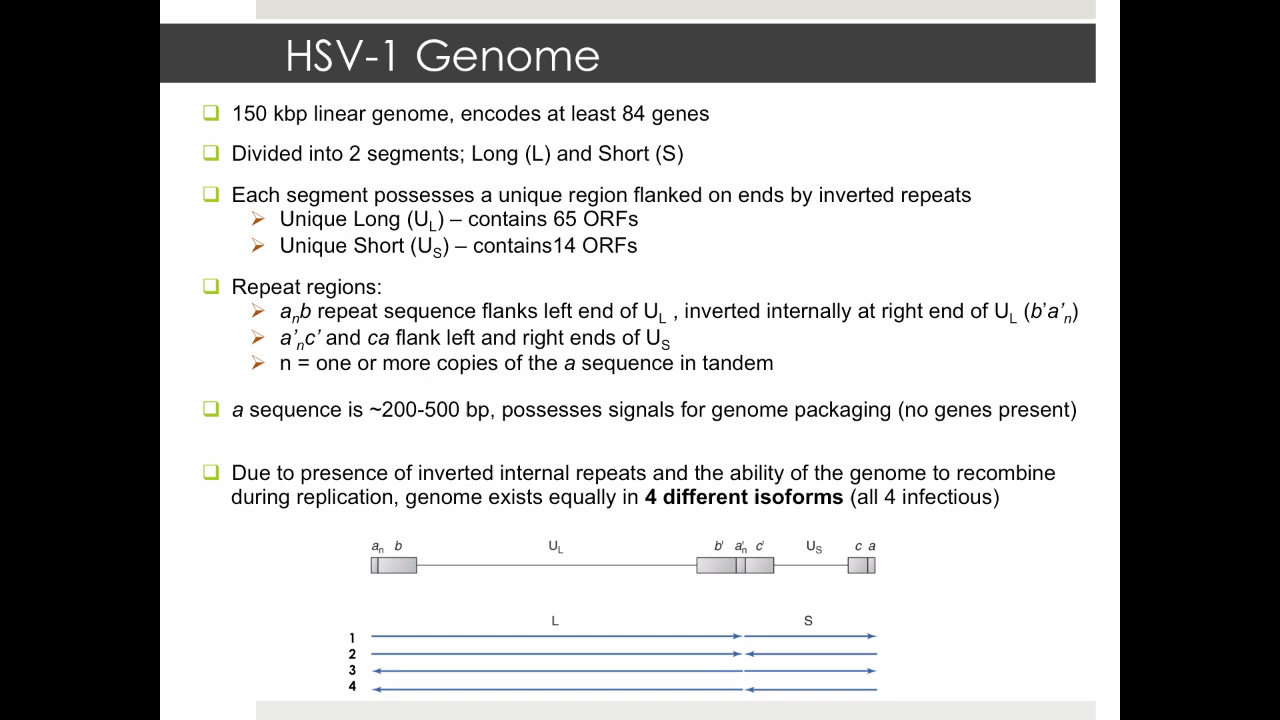 HSV-1 Genome
150 kbp linear genome, encodes at least 84 genes
Divided into 2 segments; Long (L) and Short (S)
Each segment possesses a unique region flanked on ends by inverted repeats
Unique Long (UL) – contains 65 ORFs
Unique Short (US) – contains14 ORFs
Repeat regions:
anb repeat sequence flanks left end of UL , inverted internally at right end of UL (b’a’n)
a’nc’ and ca flank left and right ends of US
n = one or more copies of the a sequence in tandem
a sequence is ~200-500 bp, possesses signals for genome packaging (no genes present)
Due to presence of inverted internal repeats and the ability of the genome to recombine
during replication, genome exists equally in 4 different isoforms (all 4 infectious)
an b UL b' a'n c' US c a
L S
1
2
3
4